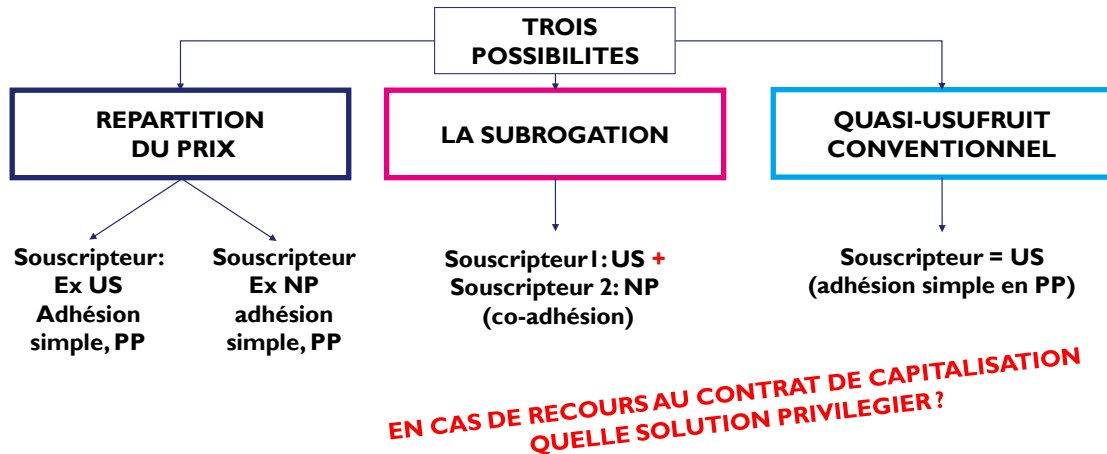 TROIS
POSSIBILITES
REPARTITION
DU PRIX
LA SUBROGATION
QUASI-USUFRUIT
CONVENTIONNEL
Souscripteur:
Ex US
Adhésion
simple, PP
Souscripteur
Ex NP
adhésion
simple, PP
Souscripteur1: US +
Souscripteur 2: NP
(co-adhésion)
Souscripteur = US
(adhésion simple en PP)
EN CAS DE RECOURS AU CONTRAT DE CAPITALISATION
QUELLE SOLUTION PRIVILEGIER ?